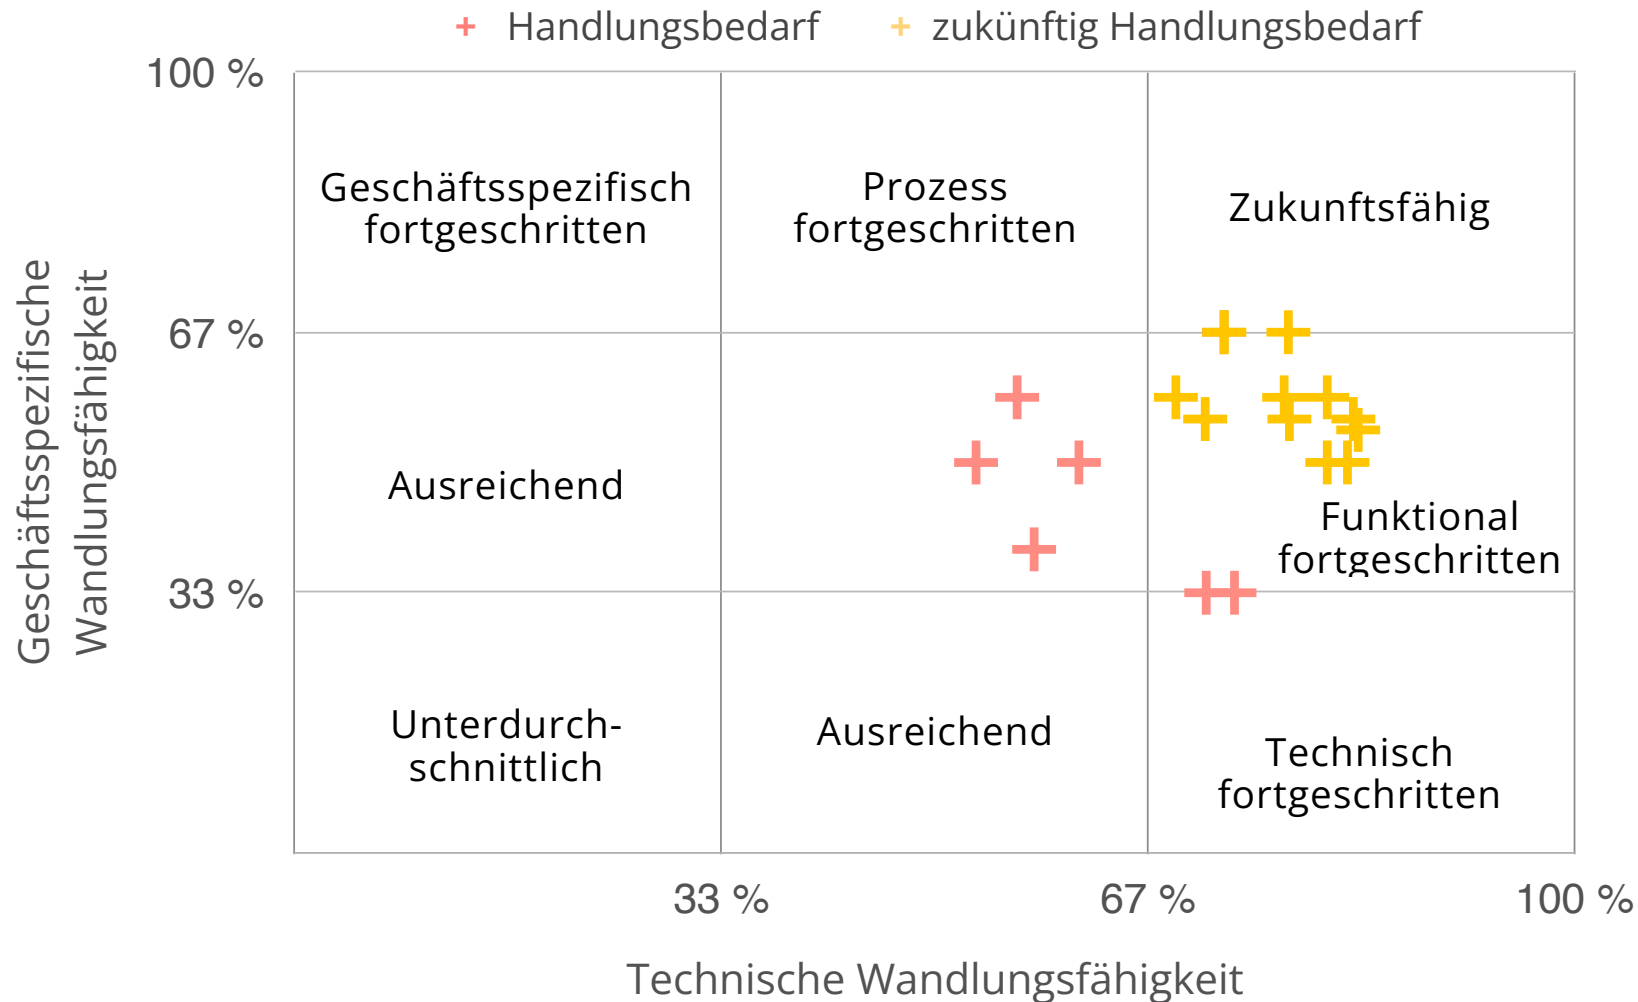 Handlungsbedarf
zukünftig Handlungsbedarf
100 %
Geschäftsspezifisch
fortgeschritten
Prozess
fortgeschritten
Zukunftsfähig
Geschäftsspezifische
Wandlungsfähigkeit
67 %
Ausreichend
Funktional
fortgeschritten
33 %
Unterdurch-
schnittlich
Ausreichend
Technisch
fortgeschritten
33 %
67 %
100 %
Technische Wandlungsfähigkeit